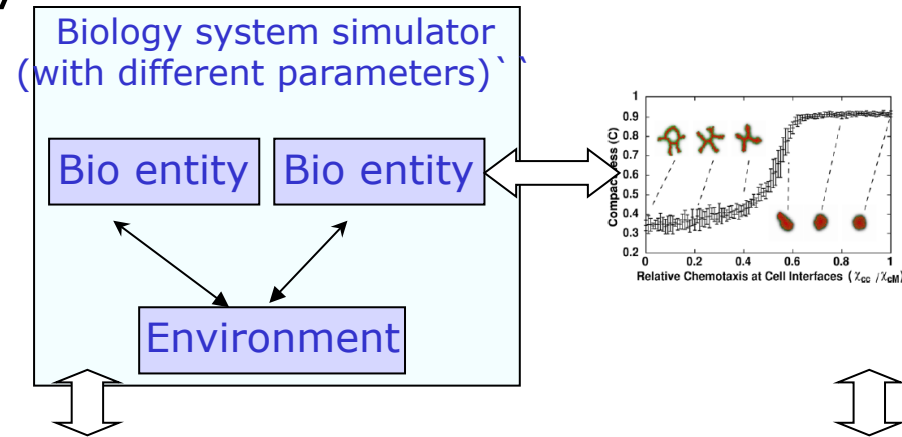 Biology system simulator
(with different parameters)``
Bio entity
Bio entity
Environment
1
0.9
0.8
0.7
0.6
0.5
0.4
0.3
0.2
0 0.2 0.4 0.6 0.8 1
Relative Chemotaxis at Cell Interfaces (χcc /χcM)